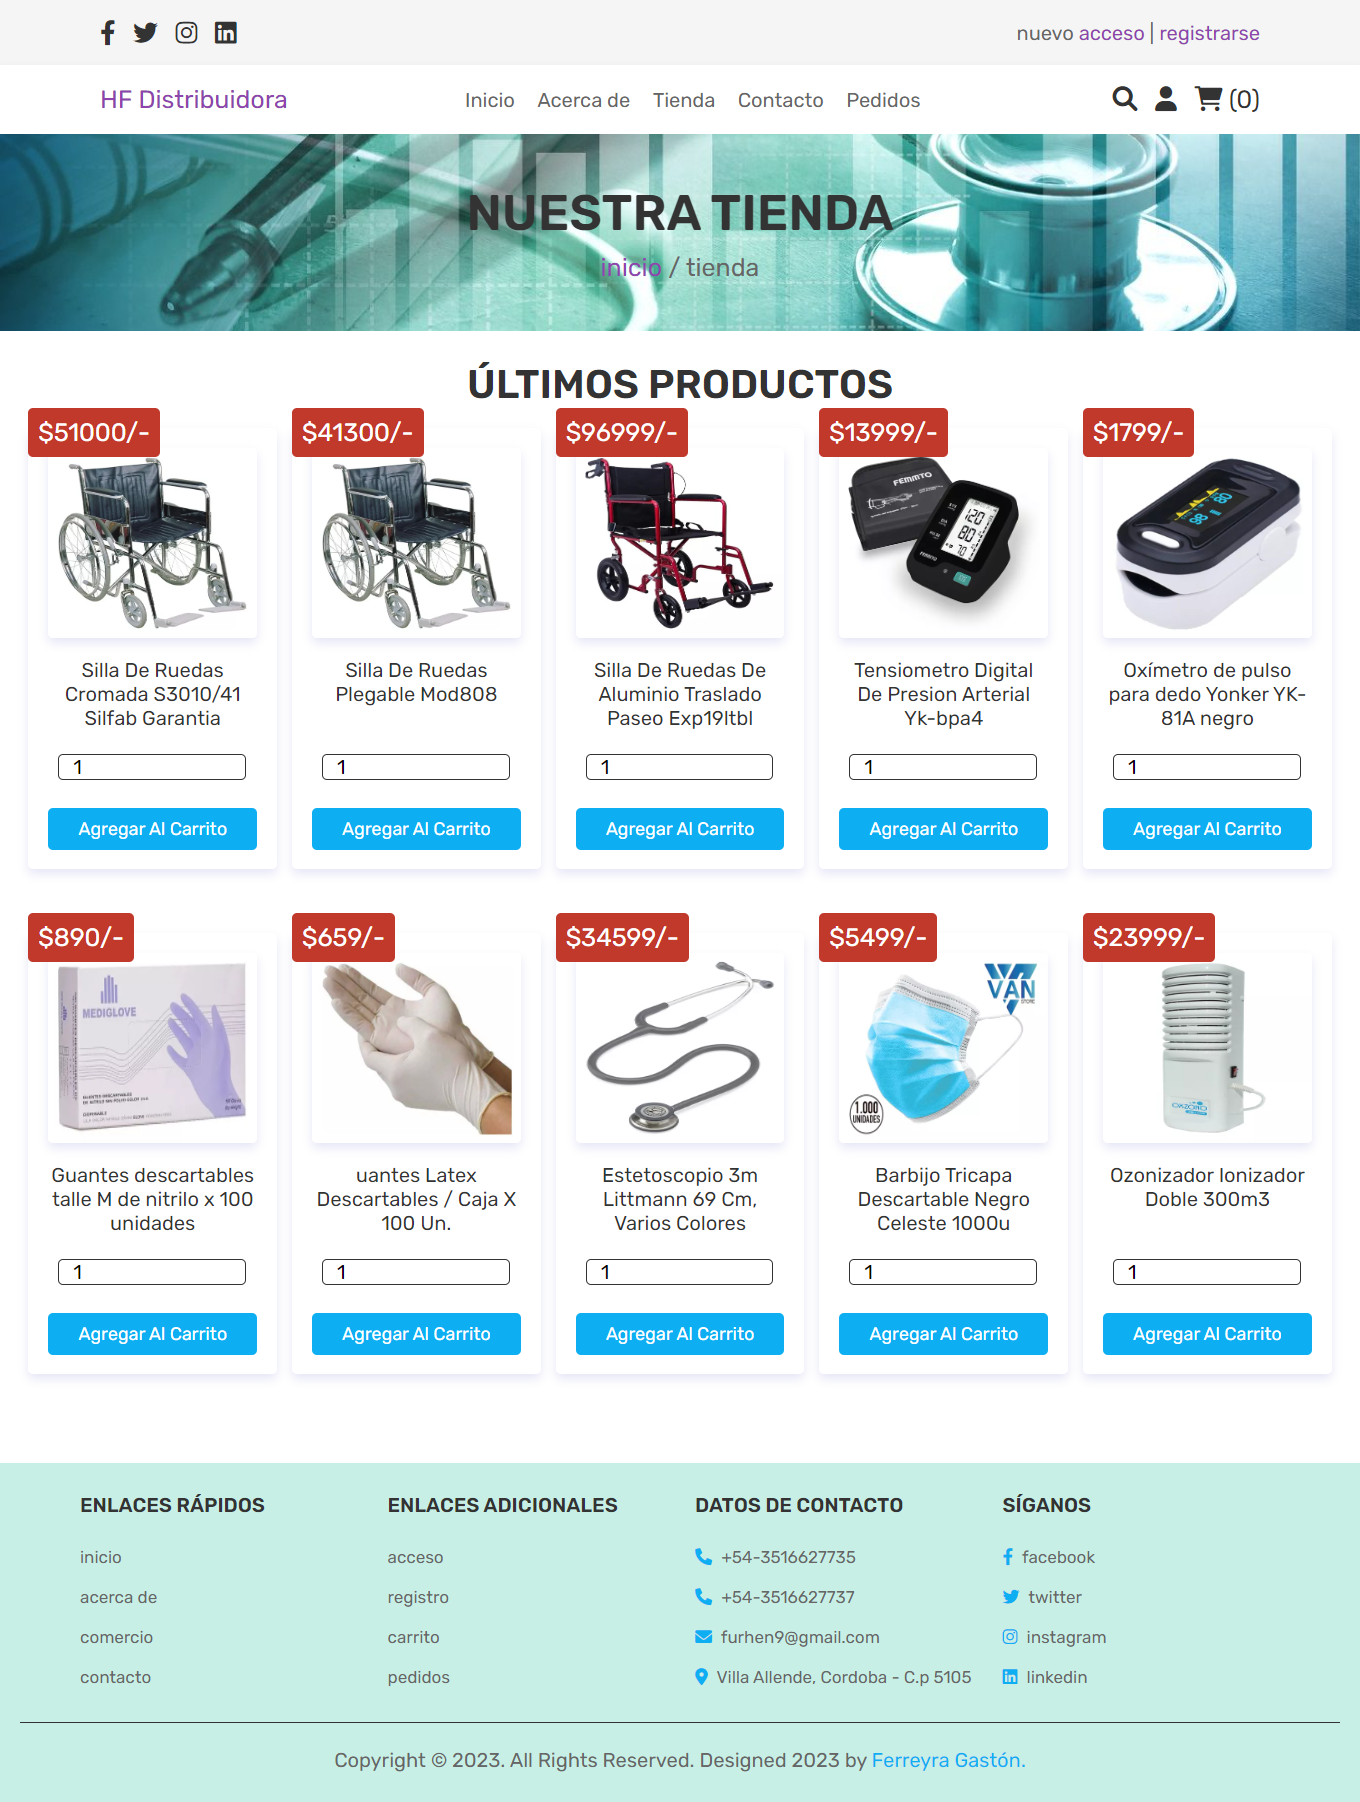 nuevo acceso | registrarse
HF Distribuidora
Inicio Acerca de Tienda Contacto Pedidos
(0)
NUESTRA TIENDA
inicio / tienda
ÚLTIMOS PRODUCTOS
$51000/-
$41300/-
$96999/-
$13999/-
$1799/-
FEMMTO
120
80
70
FEMMTO
Silla De Ruedas
Cromada S3010/41
Silfab Garantia
Silla De Ruedas
Plegable Mod808
Silla De Ruedas De
Aluminio Traslado
Paseo Exp19ltbl
Tensiometro Digital
De Presion Arterial
Yk-bpa4
Oxímetro de pulso
para dedo Yonker YK-
81A negro
1
1
1
1
1
Agregar Al Carrito
Agregar Al Carrito
Agregar Al Carrito
Agregar Al Carrito
Agregar Al Carrito
$890/-
$659/-
$34599/-
$5499/-
$23999/-
MEDIGLOVE
VAN
STORE
1.000
UNIDADES
Guantes descartables
talle M de nitrilo x 100
unidades
uantes Latex
Descartables / Caja X
100 Un.
Estetoscopio 3m
Littmann 69 Cm,
Varios Colores
Barbijo Tricapa
Descartable Negro
Celeste 1000u
Ozonizador Ionizador
Doble 300m3
1
1
1
1
1
Agregar Al Carrito
Agregar Al Carrito
Agregar Al Carrito
Agregar Al Carrito
Agregar Al Carrito
ENLACES RÁPIDOS
inicio
acerca de
comercio
contacto
ENLACES ADICIONALES
acceso
registro
carrito
pedidos
DATOS DE CONTACTO
+54-3516627735
+54-3516627737
furhen9@gmail.com
Villa Allende, Cordoba - C.p 5105
SÍGANOS
facebook
twitter
instagram
linkedin
Copyright © 2023. All Rights Reserved. Designed 2023 by Ferreyra Gastón.